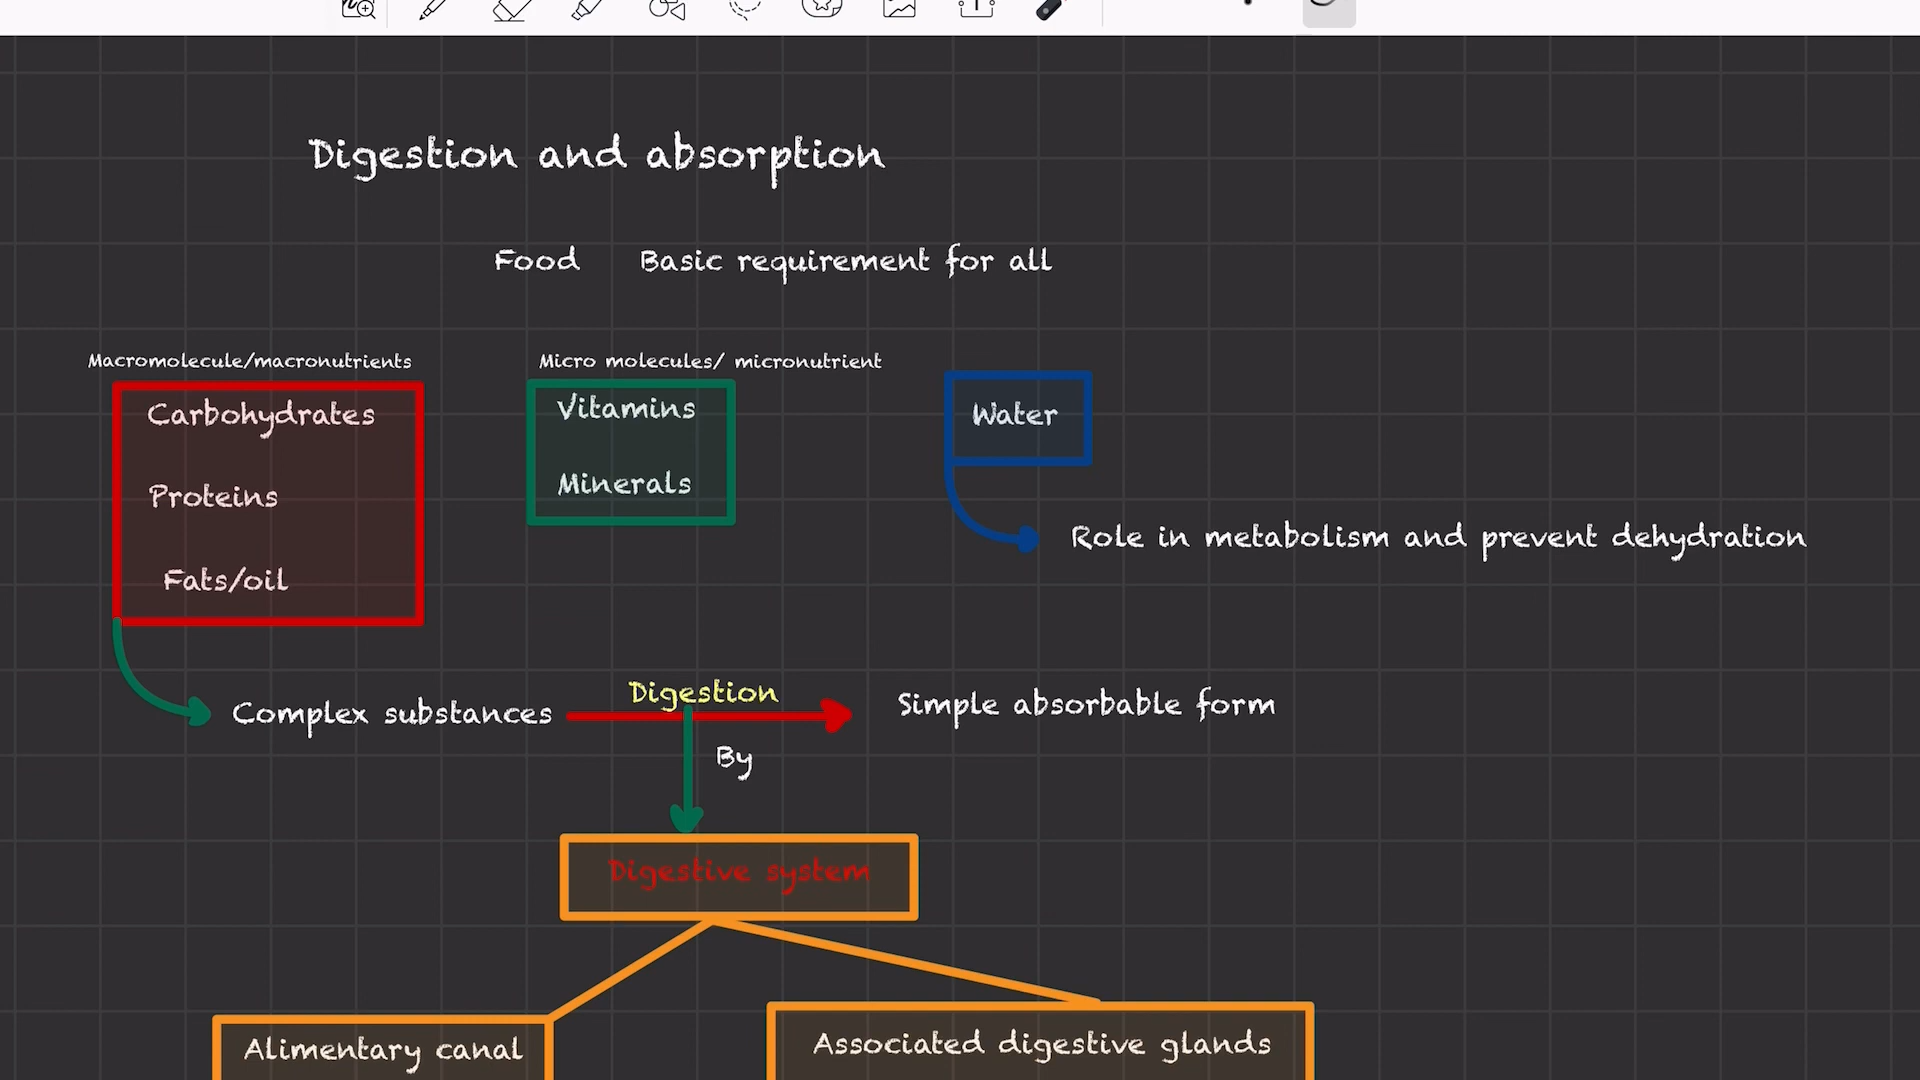 Digestion and absorption
Food Basic requirement for all
Macromolecule/macronutrients
Carbohydrates
Proteins
Fats/oil
Micro molecules/ micronutrient
Vitamins
Minerals
Water
Role in metabolism and prevent dehydration
Complex substances
Digestion
Simple absorbable form
By
Digestive system
Alimentary canal
Associated digestive glands